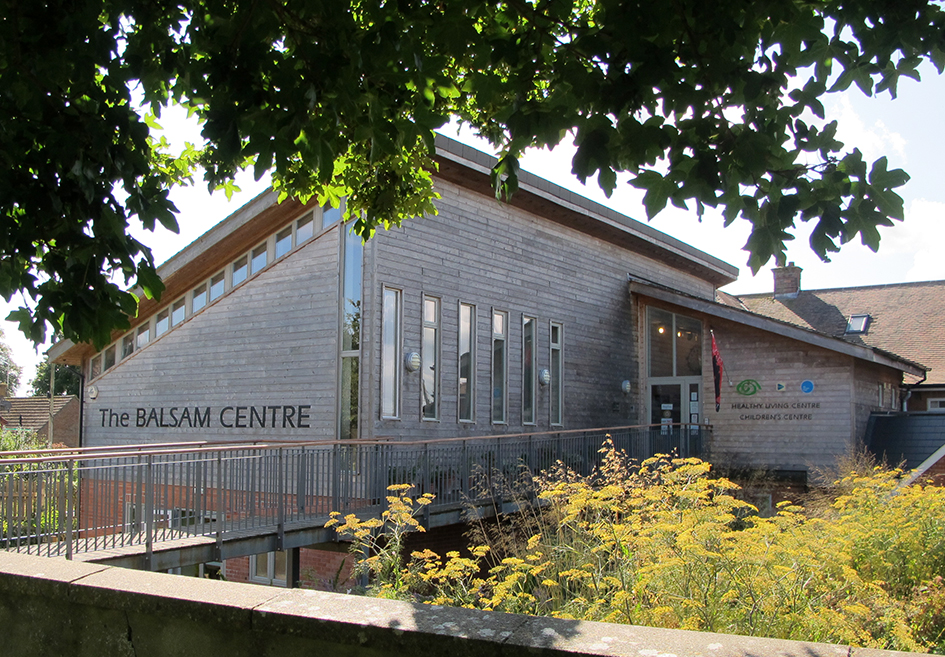 The BALSAM CENTRE
HEALTHY LIVING CENTRE
CHILDREN'S CENTRE